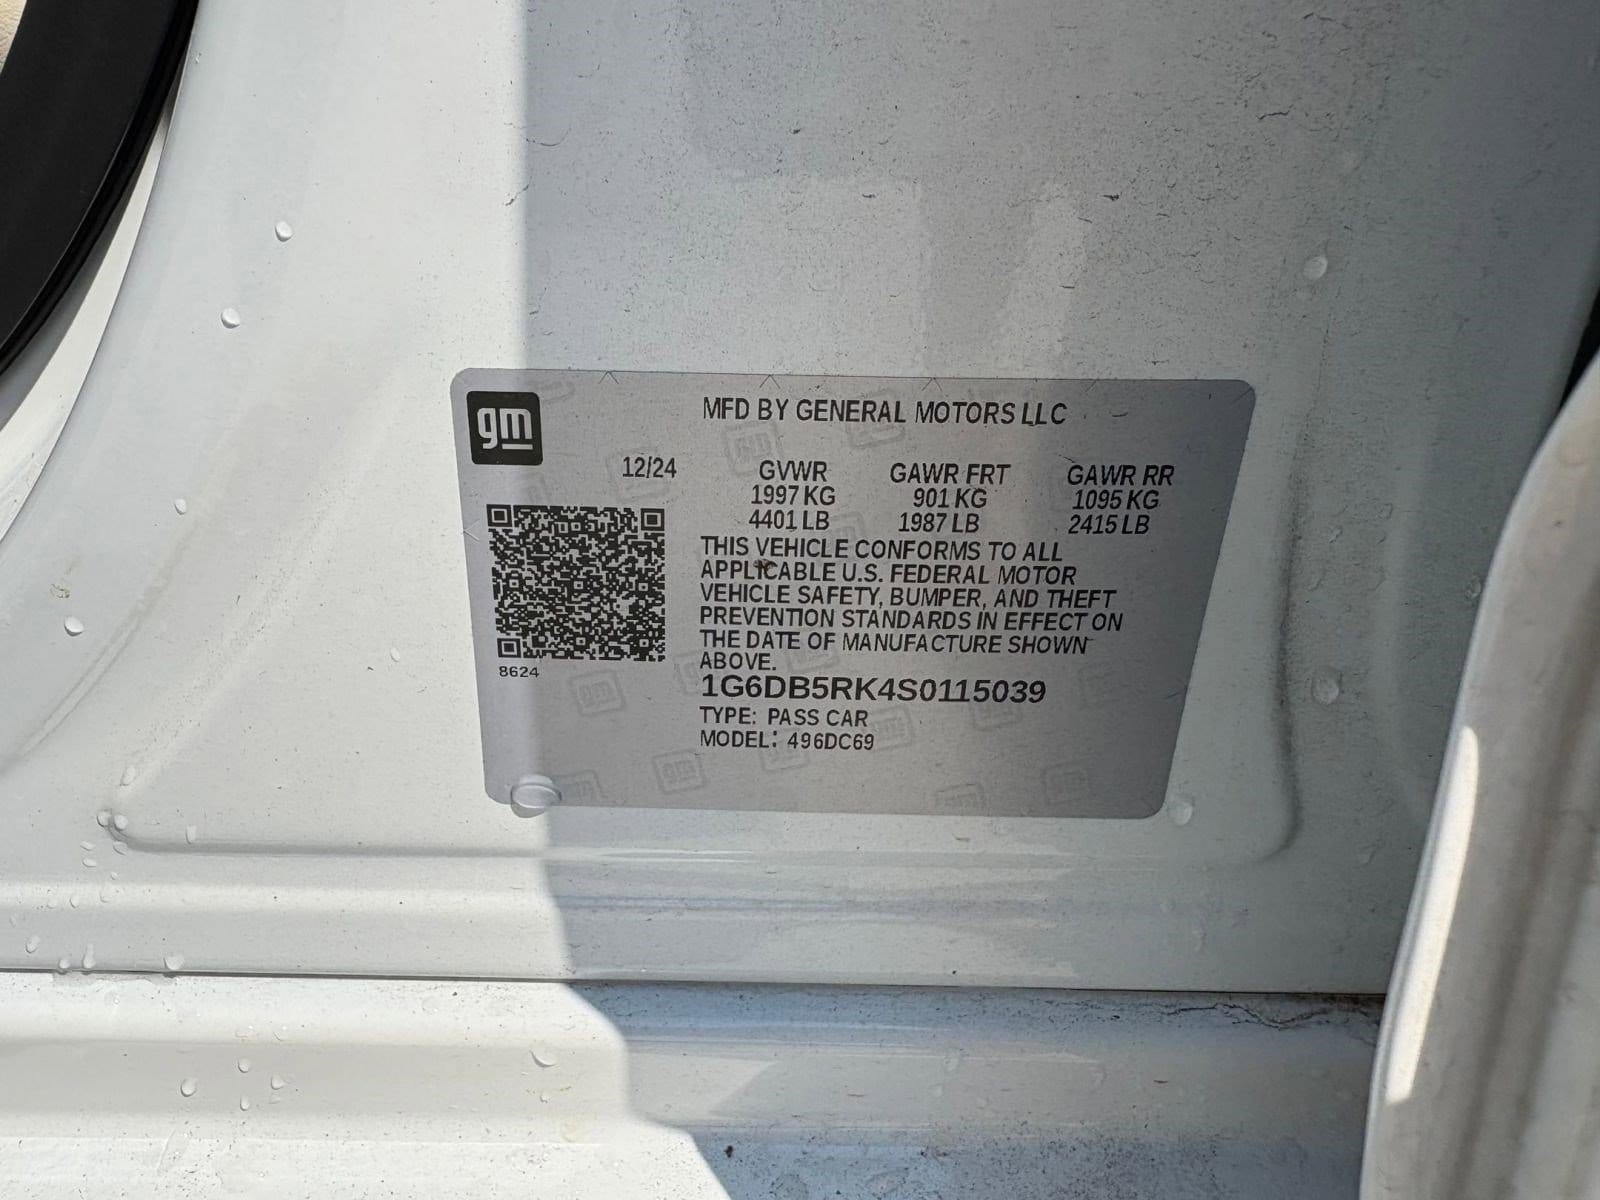 gm
MFD BY GENERAL MOTORS LLC
12/24 GVWR GAWR FRT GAWR RR
1997 KG 901 KG 1095 KG
4401 LB 1987 LB 2415 LB
THIS VEHICLE CONFORMS TO ALL
APPLICABLE U.S. FEDERAL MOTOR
VEHICLE SAFETY, BUMPER, AND THEFT
PREVENTION STANDARDS IN EFFECT ON
THE DATE OF MANUFACTURE SHOWN
ABOVE.
8624
1G6DB5RK4S0115039
TYPE: PASS CAR
MODEL: 496DC69